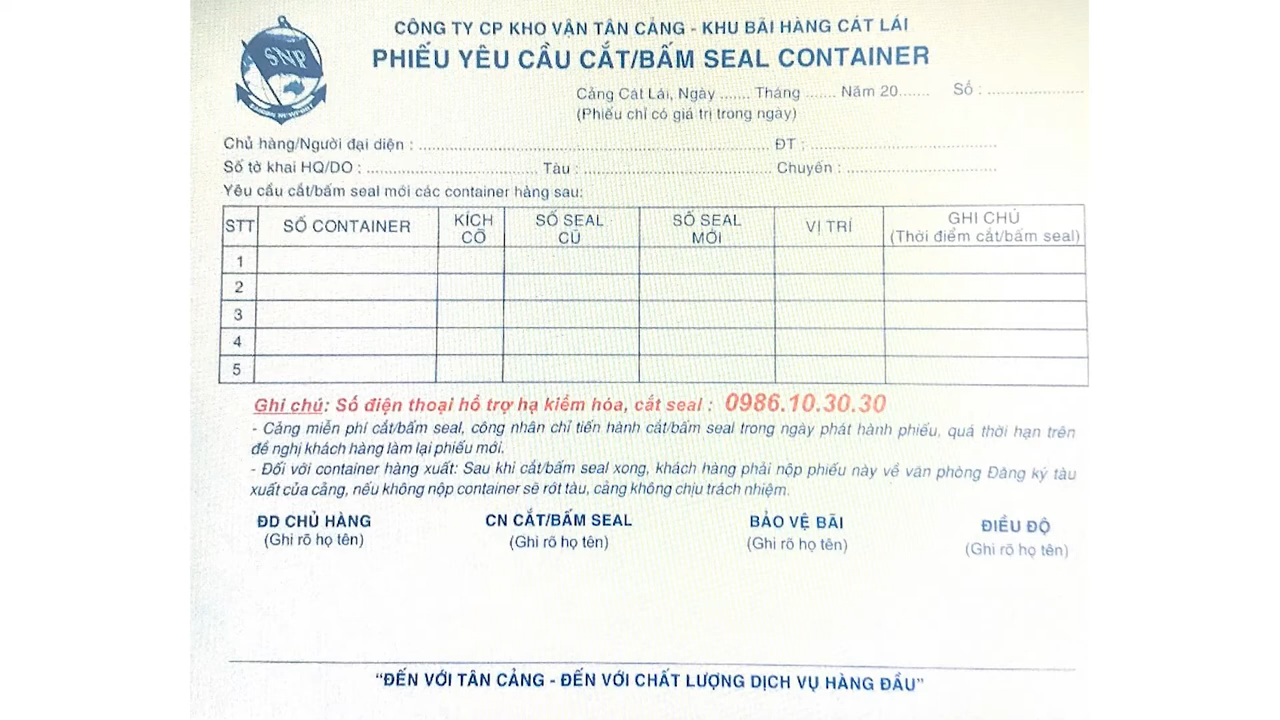 SNP
SAIGON NEWPORT
CÔNG TY CP KHO VẬN TÂN CẢNG - KHU BÃI HÀNG CÁT LÁI
PHIẾU YÊU CẦU CẮT/BẤM SEAL CONTAINER
Cảng Cát Lái, Ngày ....... Tháng ....... Năm 20....... Số : ......................
(Phiếu chỉ có giá trị trong ngày)
Chủ hàng/Người đại diện : ........................................................................ ĐT : .......................................
Số tờ khai HQ/DO : .................................... Tàu : ....................................... Chuyến : ...............................
Yêu cầu cắt/bấm seal mới các container hàng sau:
STT SỐ CONTAINER KÍCH CỠ SỐ SEAL CŨ SỐ SEAL MỚI VỊ TRÍ GHI CHÚ (Thời điểm cắt/bấm seal)
1
2
3
4
5
Ghi chú: Số điện thoại hỗ trợ hạ kiểm hóa, cắt seal : 0986.10.30.30
- Cảng miễn phí cắt/bấm seal, công nhân chỉ tiến hành cắt/bấm seal trong ngày phát hành phiếu, quá thời hạn trên
đề nghị khách hàng làm lại phiếu mới.
- Đối với container hàng xuất: Sau khi cắt/bấm seal xong, khách hàng phải nộp phiếu này về văn phòng Đăng ký tàu
xuất của cảng, nếu không nộp container sẽ rớt tàu, cảng không chịu trách nhiệm.
ĐD CHỦ HÀNG CN CẮT/BẤM SEAL BẢO VỆ BÃI ĐIỀU ĐỘ
(Ghi rõ họ tên) (Ghi rõ họ tên) (Ghi rõ họ tên) (Ghi rõ họ tên)
“ĐẾN VỚI TÂN CẢNG - ĐẾN VỚI CHẤT LƯỢNG DỊCH VỤ HÀNG ĐẦU”